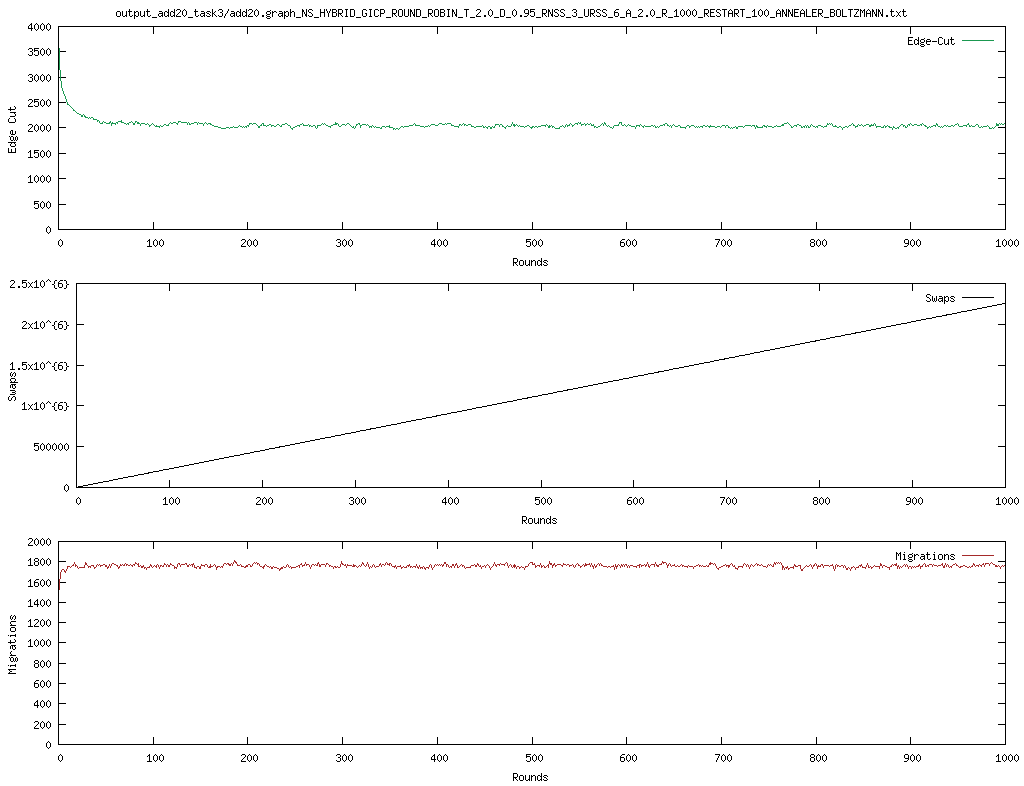 output_add20_task3/add20.graph_NS_HYBRID_GICP_ROUND_ROBIN_T_2.0_D_0.95_RNSS_3_URSS_6_A_2.0_R_1000_RESTART_100_ANNEALER_BOLTZMANN.txt
4000
3500
3000
2500
2000
1500
1000
500
0
Edge Cut
Edge-Cut
0 100 200 300 400 500 600 700 800 900 1000
Rounds
2.5x10^{6}
2x10^{6}
1.5x10^{6}
1x10^{6}
500000
0
Swaps
Swaps
0 100 200 300 400 500 600 700 800 900 1000
Rounds
2000
1800
1600
1400
1200
1000
800
600
400
200
0
Migrations
Migrations
0 100 200 300 400 500 600 700 800 900 1000
Rounds